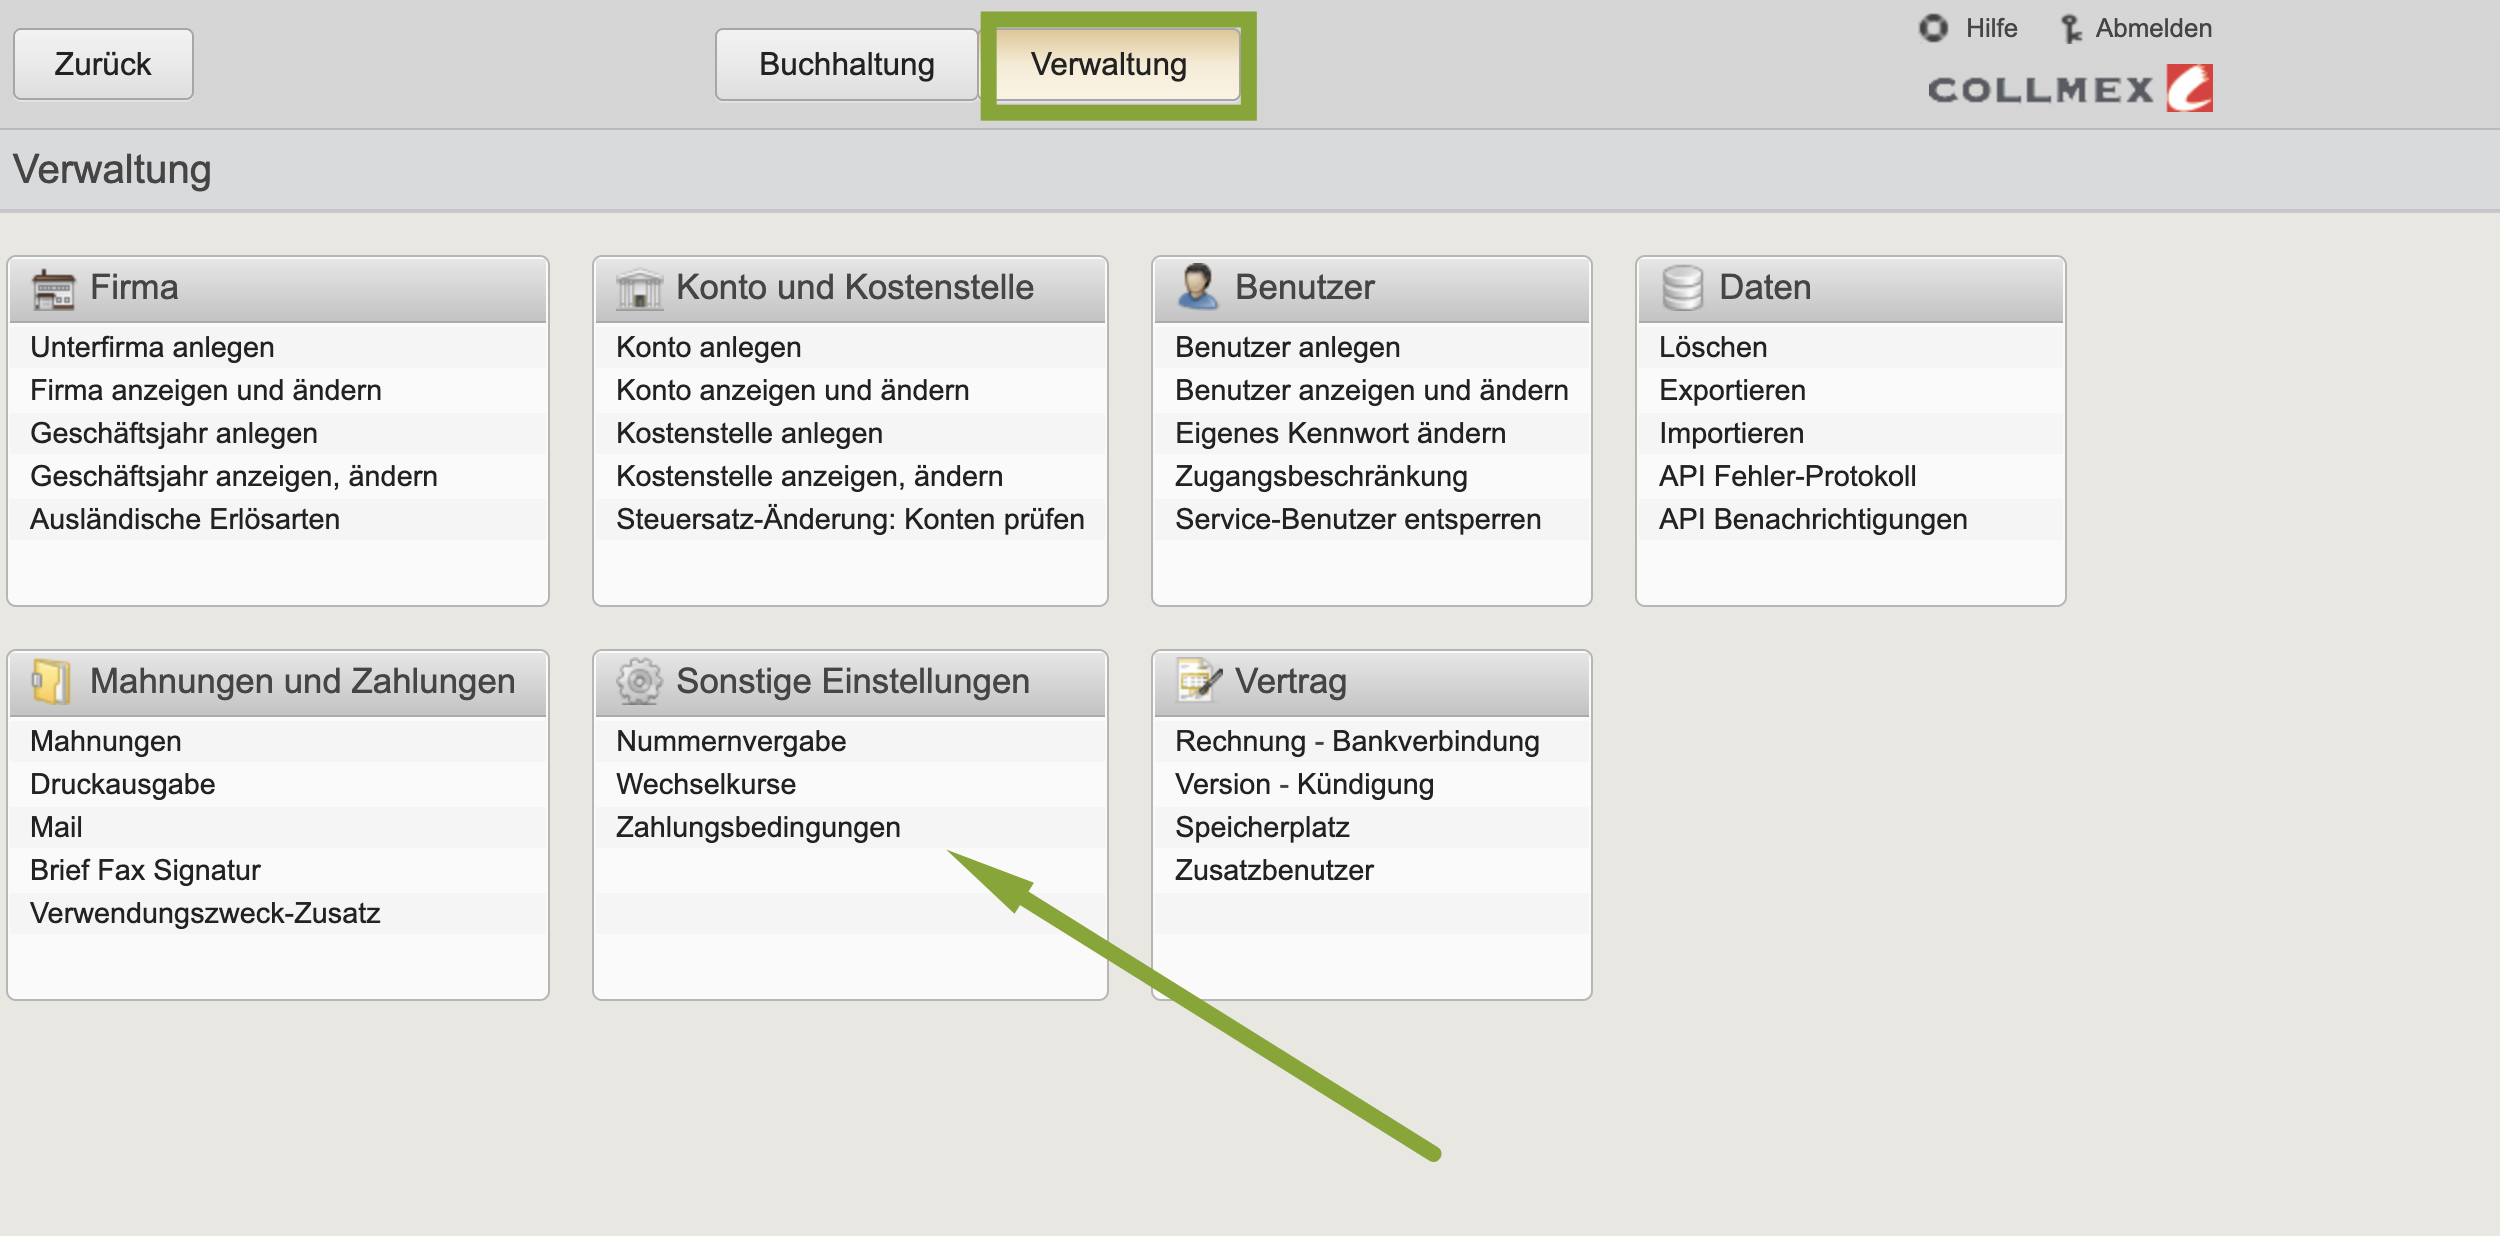 Zurück
Buchhaltung
Verwaltung
Hilfe
Abmelden
COLLMEX
Verwaltung
Firma
Unterfirma anlegen
Firma anzeigen und ändern
Geschäftsjahr anlegen
Geschäftsjahr anzeigen, ändern
Ausländische Erlösarten
Konto und Kostenstelle
Konto anlegen
Konto anzeigen und ändern
Kostenstelle anlegen
Kostenstelle anzeigen, ändern
Steuersatz-Änderung: Konten prüfen
Benutzer
Benutzer anlegen
Benutzer anzeigen und ändern
Eigenes Kennwort ändern
Zugangsbeschränkung
Service-Benutzer entsperren
Daten
Löschen
Exportieren
Importieren
API Fehler-Protokoll
API Benachrichtigungen
Mahnungen und Zahlungen
Mahnungen
Druckausgabe
Mail
Brief Fax Signatur
Verwendungszweck-Zusatz
Sonstige Einstellungen
Nummernvergabe
Wechselkurse
Zahlungsbedingungen
Vertrag
Rechnung - Bankverbindung
Version - Kündigung
Speicherplatz
Zusatzbenutzer